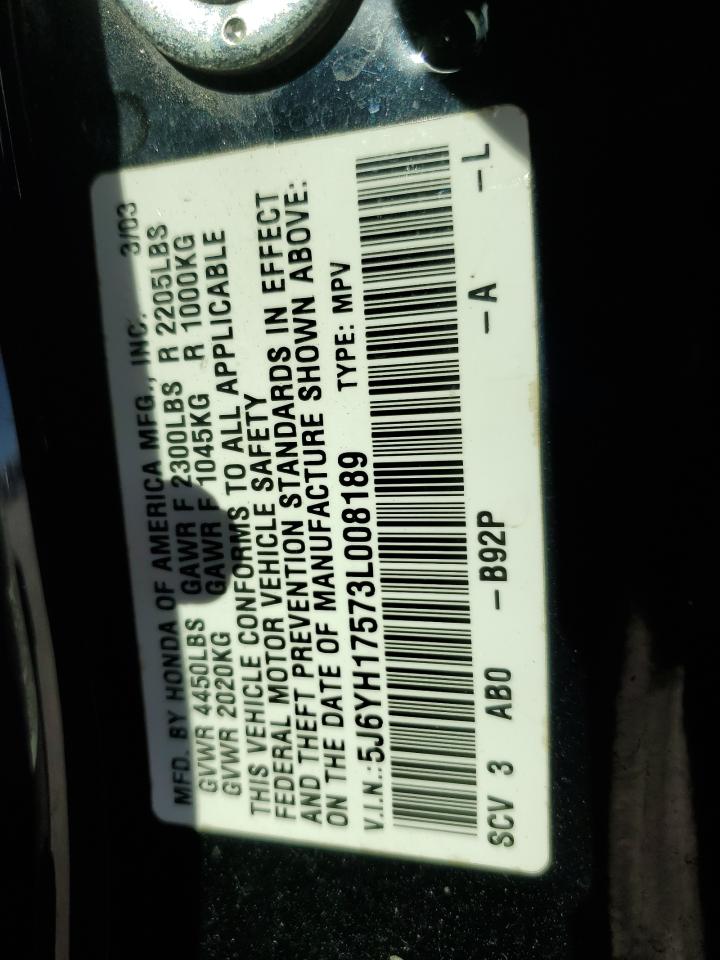 MFD. BY HONDA OF AMERICA MFG., INC. 3/03
GVWR 4450LBS GAWR F 2300LBS R 2205LBS
GVWR 2020KG GAWR F 1045KG R 1000KG
THIS VEHICLE CONFORMS TO ALL APPLICABLE
FEDERAL MOTOR VEHICLE SAFETY
AND THEFT PREVENTION STANDARDS IN EFFECT
ON THE DATE OF MANUFACTURE SHOWN ABOVE:
V.I.N.: 5J6YH17573L008189 TYPE: MPV
SCV 3 AB0 -B92P -A -L